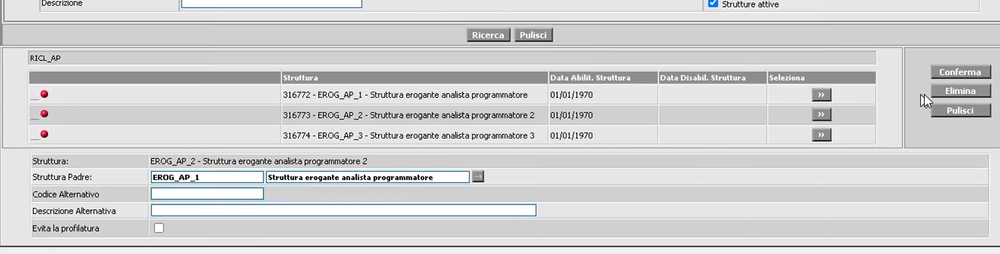 Descrizione Strutture attive
Ricerca Pulisci
RICL_AP
Struttura Data Abilit. Struttura Data Disabil. Struttura Seleziona
316772 - EROG_AP_1 - Struttura erogante analista programmatore 01/01/1970 »
316773 - EROG_AP_2 - Struttura erogante analista programmatore 2 01/01/1970 »
316774 - EROG_AP_3 - Struttura erogante analista programmatore 3 01/01/1970 »
Conferma
Elimina
Pulisci
Struttura: EROG_AP_2 - Struttura erogante analista programmatore 2
Struttura Padre: EROG_AP_1 Struttura erogante analista programmatore
Codice Alternativo
Descrizione Alternativa
Evita la profilatura